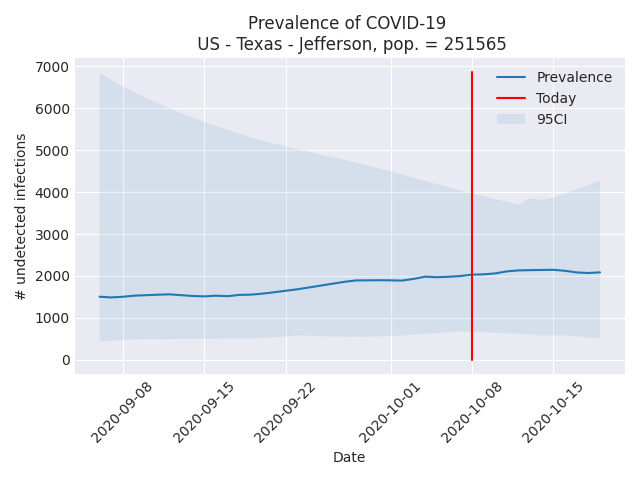 Prevalence of COVID-19
US - Texas - Jefferson, pop. = 251565
7000
6000
5000
4000
3000
2000
1000
0
# undetected infections
Prevalence
Today
95CI
2020-09-08
2020-09-15
2020-09-22
2020-10-01
2020-10-08
2020-10-15
Date